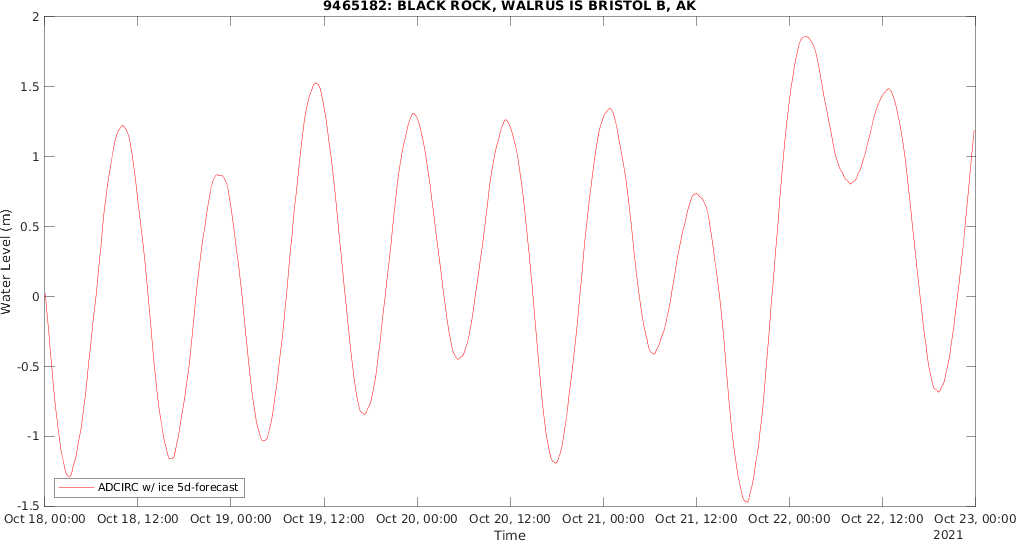 9465182: BLACK ROCK, WALRUS IS BRISTOL B, AK
2
1.5
1
0.5
0
-0.5
-1
-1.5
Water Level (m)
ADCIRC w/ ice 5d-forecast
Oct 18, 00:00 Oct 18, 12:00 Oct 19, 00:00 Oct 19, 12:00 Oct 20, 00:00 Oct 20, 12:00 Oct 21, 00:00 Oct 21, 12:00 Oct 22, 00:00 Oct 22, 12:00 Oct 23, 00:00
Time
2021